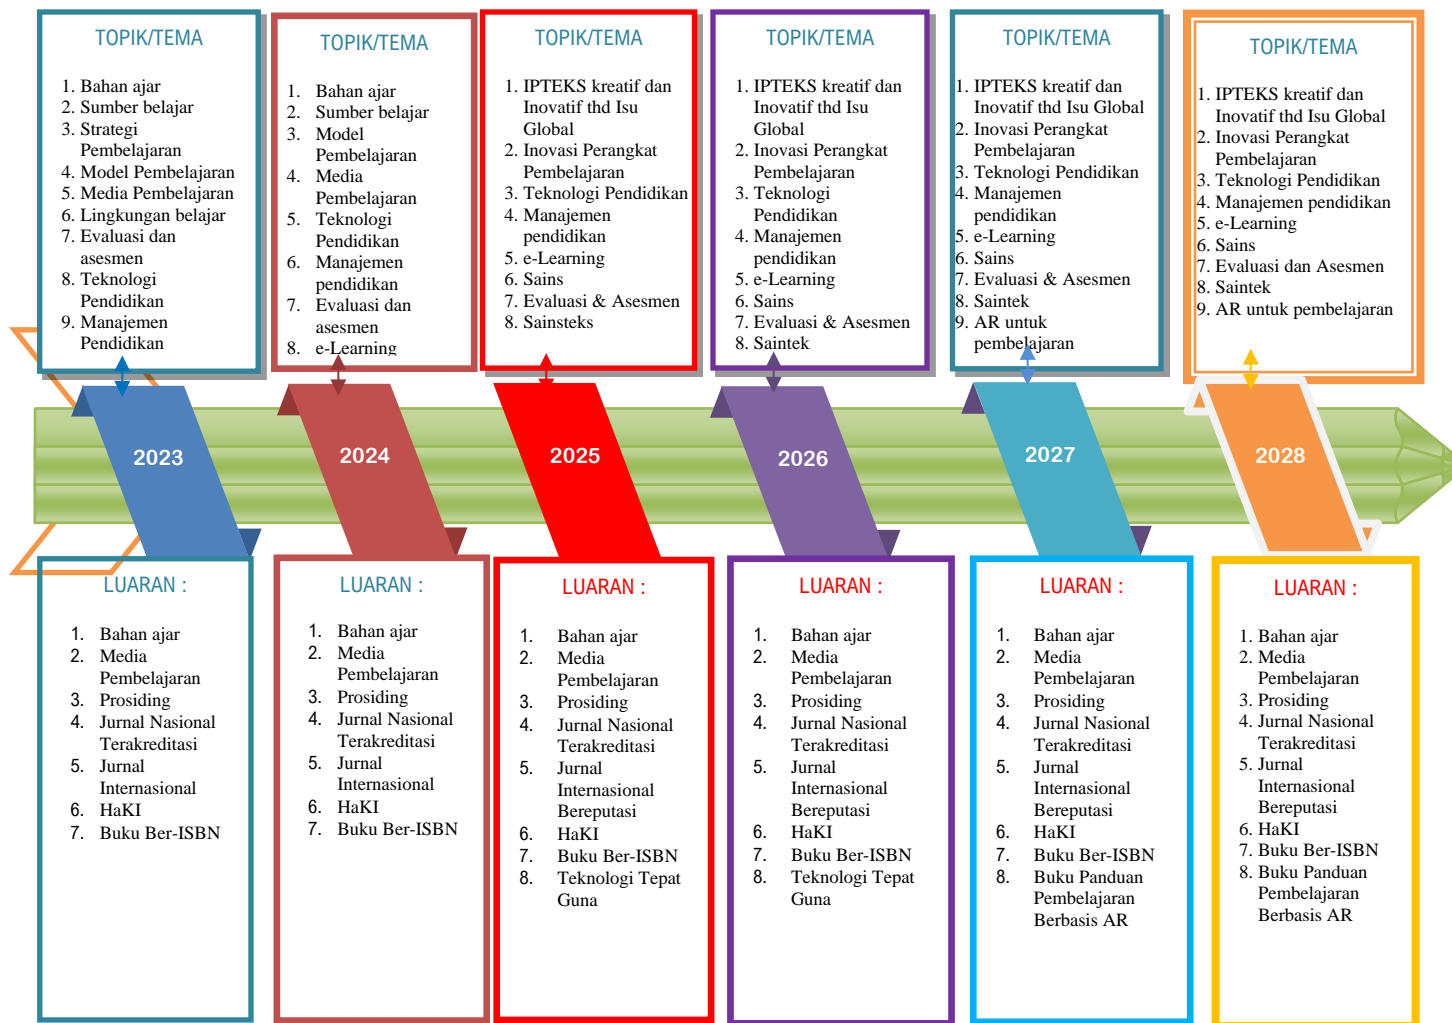 TOPIK/TEMA
1. Bahan ajar
2. Sumber belajar
3. Strategi
Pembelajaran
4. Model Pembelajaran
5. Media Pembelajaran
6. Lingkungan belajar
7. Evaluasi dan
asesmen
8. Teknologi
Pendidikan
9. Manajemen
Pendidikan
TOPIK/TEMA
1. Bahan ajar
2. Sumber belajar
3. Model
Pembelajaran
4. Media
Pembelajaran
5. Teknologi
Pendidikan
6. Manajemen
pendidikan
7. Evaluasi dan
asesmen
8. e-Learning
TOPIK/TEMA
1. IPTEKS kreatif dan
Inovatif thd Isu
Global
2. Inovasi Perangkat
Pembelajaran
3. Teknologi Pendidikan
4. Manajemen
pendidikan
5. e-Learning
6. Sains
7. Evaluasi & Asesmen
8. Sainsteks
TOPIK/TEMA
1. IPTEKS kreatif dan
Inovatif thd Isu
Global
2. Inovasi Perangkat
Pembelajaran
3. Teknologi
Pendidikan
4. Manajemen
pendidikan
5. e-Learning
6. Sains
7. Evaluasi & Asesmen
8. Saintek
TOPIK/TEMA
1. IPTEKS kreatif dan
Inovatif thd Isu Global
2. Inovasi Perangkat
Pembelajaran
3. Teknologi Pendidikan
4. Manajemen
pendidikan
5. e-Learning
6. Sains
7. Evaluasi & Asesmen
8. Saintek
9. AR untuk
pembelajaran
TOPIK/TEMA
1. IPTEKS kreatif dan
Inovatif thd Isu Global
2. Inovasi Perangkat
Pembelajaran
3. Teknologi Pendidikan
4. Manajemen pendidikan
5. e-Learning
6. Sains
7. Evaluasi dan Asesmen
8. Saintek
9. AR untuk pembelajaran
2023
2024
2025
2026
2027
2028
LUARAN :
1. Bahan ajar
2. Media
Pembelajaran
3. Prosiding
4. Jurnal Nasional
Terakreditasi
5. Jurnal
Internasional
6. HaKI
7. Buku Ber-ISBN
LUARAN :
1. Bahan ajar
2. Media
Pembelajaran
3. Prosiding
4. Jurnal Nasional
Terakreditasi
5. Jurnal
Internasional
6. HaKI
7. Buku Ber-ISBN
LUARAN :
1. Bahan ajar
2. Media
Pembelajaran
3. Prosiding
4. Jurnal Nasional
Terakreditasi
5. Jurnal
Internasional
Bereputasi
6. HaKI
7. Buku Ber-ISBN
8. Teknologi Tepat
Guna
LUARAN :
1. Bahan ajar
2. Media
Pembelajaran
3. Prosiding
4. Jurnal Nasional
Terakreditasi
5. Jurnal
Internasional
Bereputasi
6. HaKI
7. Buku Ber-ISBN
8. Teknologi Tepat
Guna
LUARAN :
1. Bahan ajar
2. Media
Pembelajaran
3. Prosiding
4. Jurnal Nasional
Terakreditasi
5. Jurnal
Internasional
Bereputasi
6. HaKI
7. Buku Ber-ISBN
8. Buku Panduan
Pembelajaran
Berbasis AR
LUARAN :
1. Bahan ajar
2. Media
Pembelajaran
3. Prosiding
4. Jurnal Nasional
Terakreditasi
5. Jurnal
Internasional
Bereputasi
6. HaKI
7. Buku Ber-ISBN
8. Buku Panduan
Pembelajaran
Berbasis AR